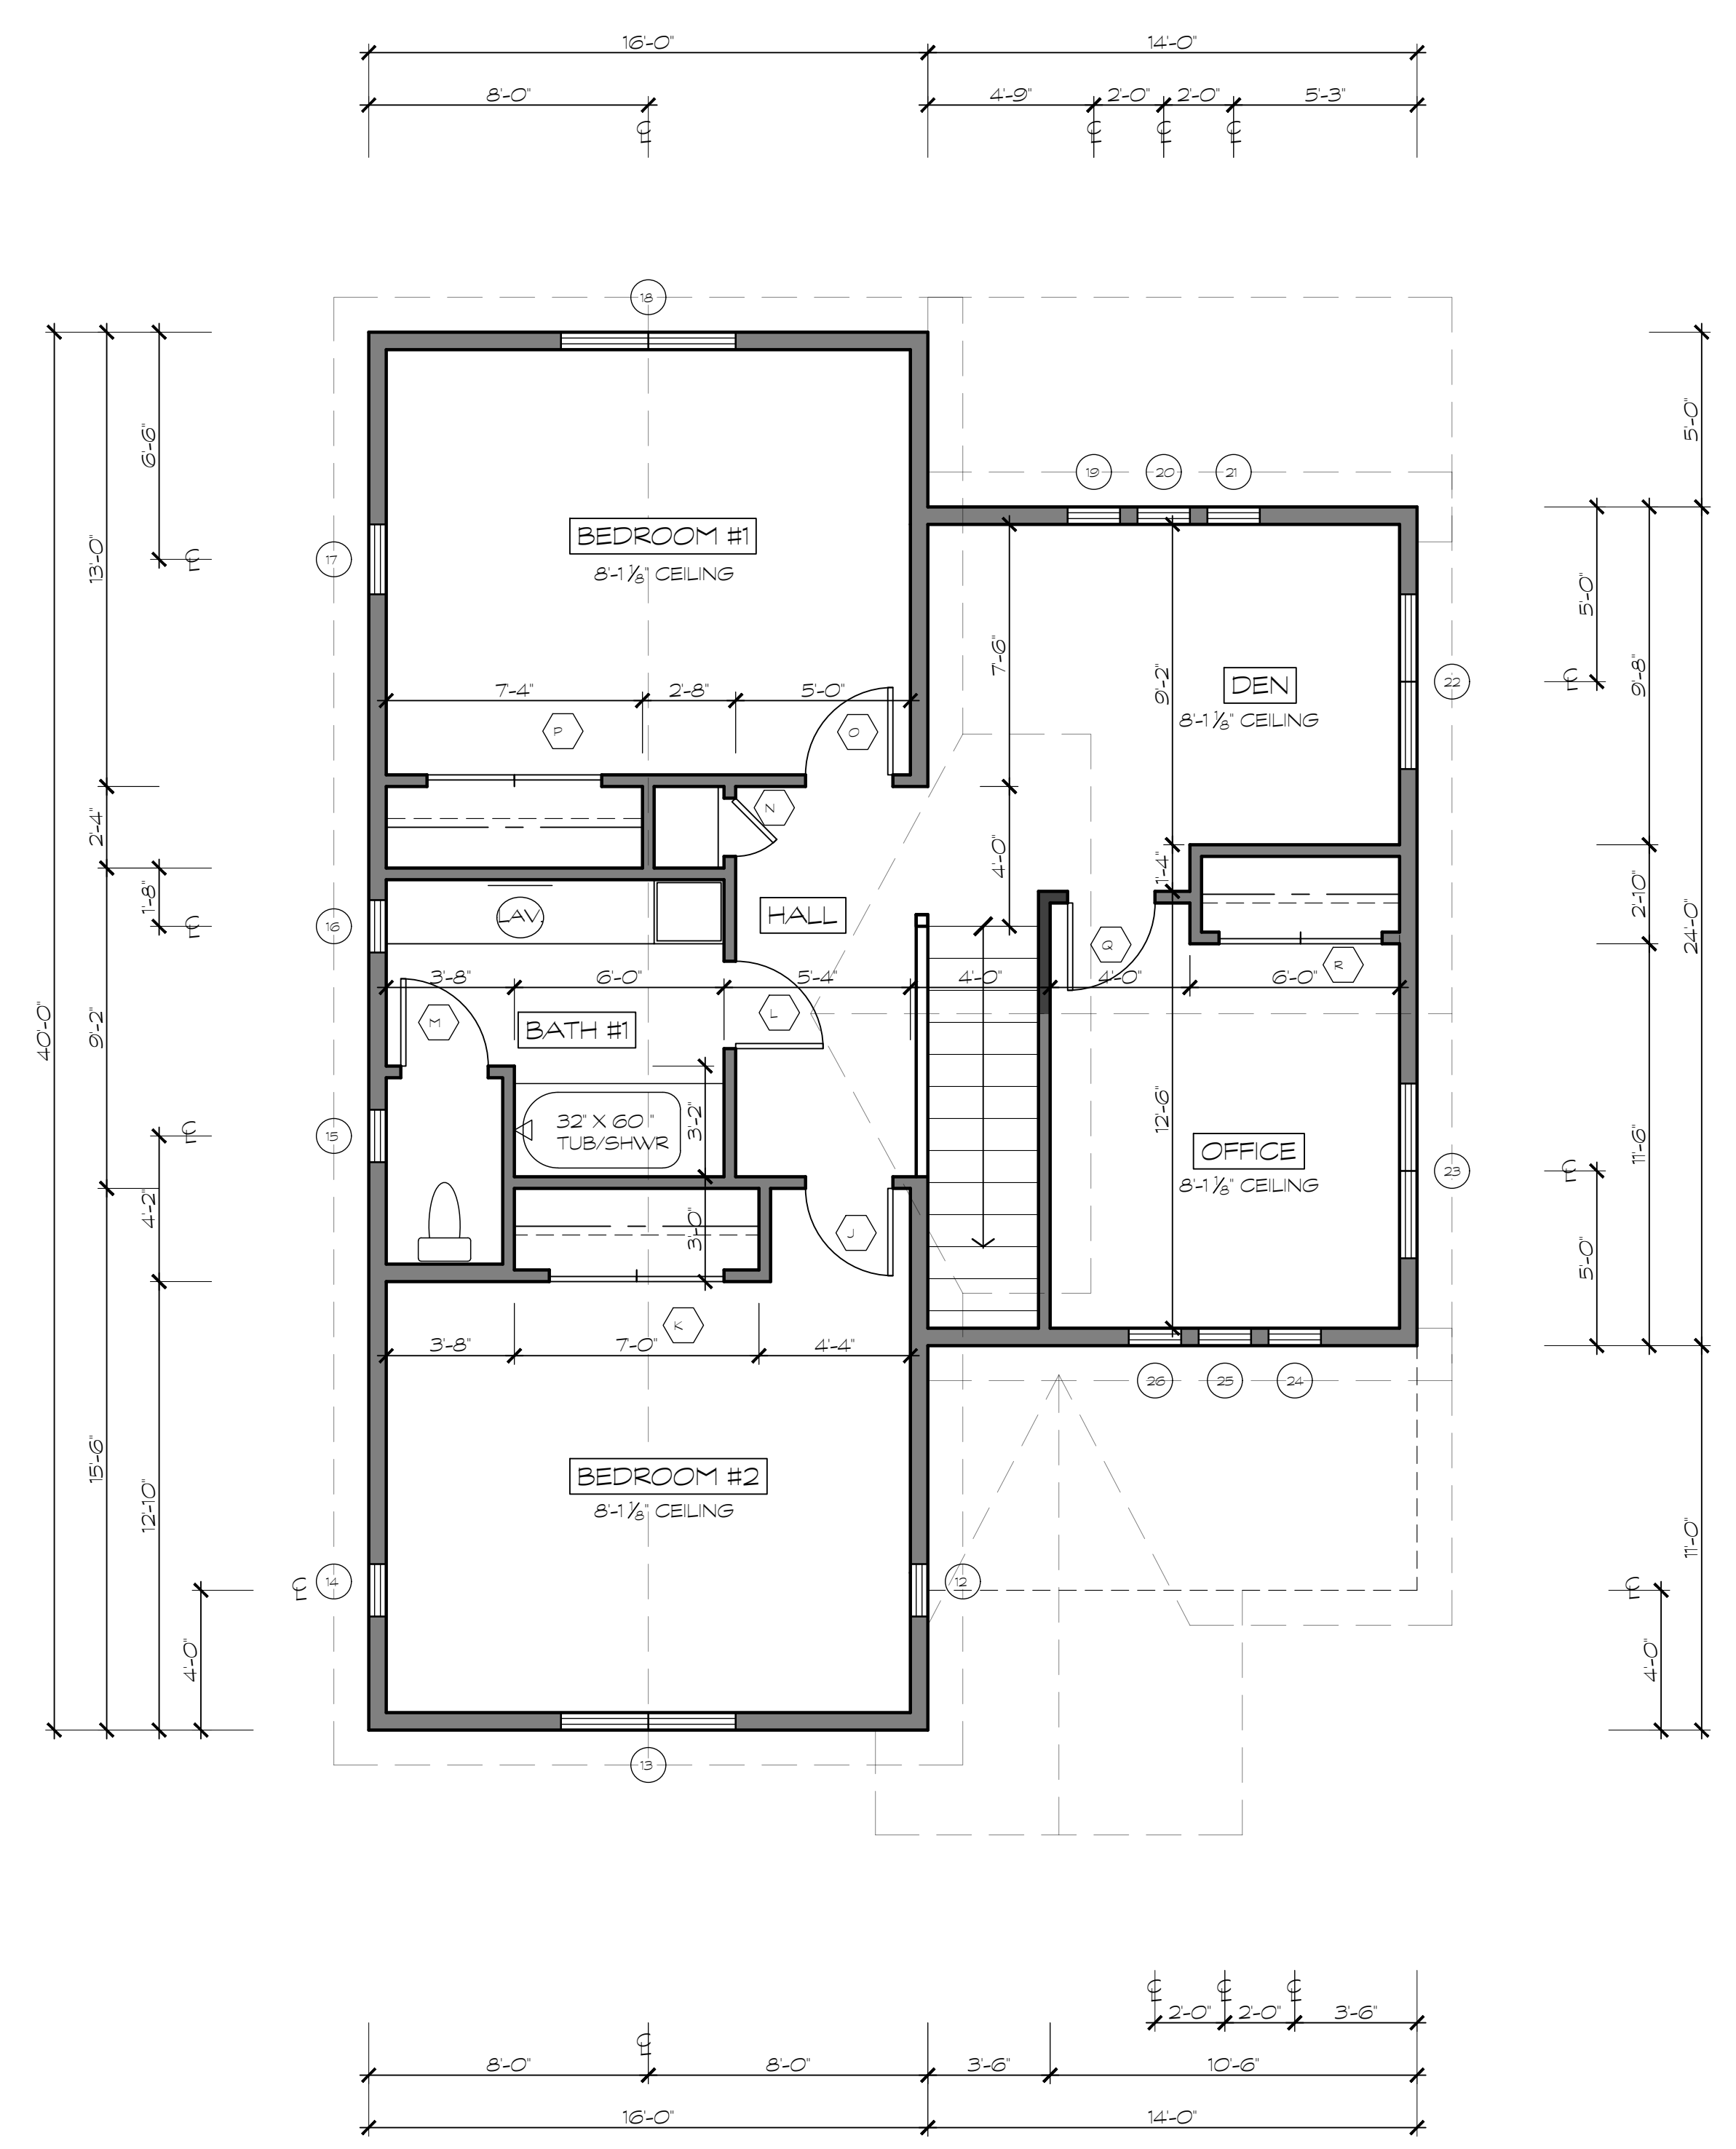 16'-0" 14'-0"
8'-0" 4'-9" 2'-0" 2'-0" 5'-3"
℄ ℄ ℄ ℄
18
6'-6"
5'-0"
19 20 21
BEDROOM #1
8'-1 ⅛" CEILING
13'-0"
17
℄
5'-0"
7'-6"
9'-2"
DEN
8'-1 ⅛" CEILING
22
℄
9'-8"
7'-4" 2'-8" 5'-0"
P
O
N
2'-4"
1'-8"
℄
16
LAV.
HALL
4'-0"
1'-4"
2'-10"
24'-0"
Q
R
3'-8" 6'-0" 5'-4" 4'-0" 4'-0" 6'-0"
40'-0"
9'-2"
M
BATH #1
L
32" X 60 "
TUB/SHWR
3'-2"
12'-6"
15
℄
OFFICE
8'-1 ⅛" CEILING
11'-6"
23
℄
4'-2"
3'-0"
J
5'-0"
K
3'-8" 7'-0" 4'-4"
26 25 24
15'-6"
12'-10"
BEDROOM #2
8'-1 ⅛" CEILING
11'-0"
℄
14
12
℄
4'-0"
4'-0"
13
℄ ℄ ℄
2'-0" 2'-0" 3'-6"
℄
8'-0" 8'-0" 3'-6" 10'-6"
16'-0" 14'-0"